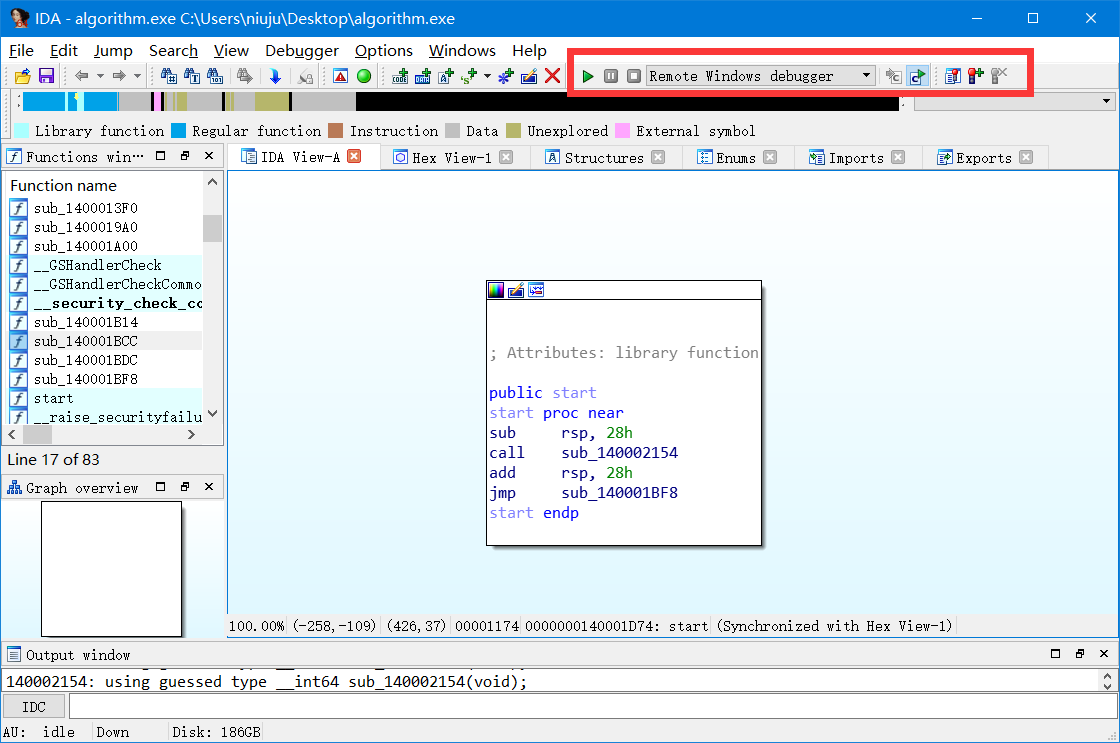 IDA - algorithm.exe C:\Users\niuju\Desktop\algorithm.exe
File Edit Jump Search View Debugger Options Windows Help
Remote Windows debugger
Library function Regular function Instruction Data Unexplored External symbol
Functions win…
IDA View-A Hex View-1 Structures Enums Imports Exports
Function name
sub_1400013F0
sub_1400019A0
sub_140001A00
__GSHandlerCheck
__GSHandlerCheckCommo
__security_check_co
sub_140001B14
sub_140001BCC
sub_140001BDC
sub_140001BF8
start
__raise_securityfailu
Line 17 of 83
Graph overview
; Attributes: library function
public start
start proc near
sub rsp, 28h
call sub_140002154
add rsp, 28h
jmp sub_140001BF8
start endp
100.00% (-258,-109) (426,37) 00001174 0000000140001D74: start (Synchronized with Hex View-1)
Output window
140002154: using guessed type __int64 sub_140002154(void);
IDC
AU: idle Down Disk: 186GB